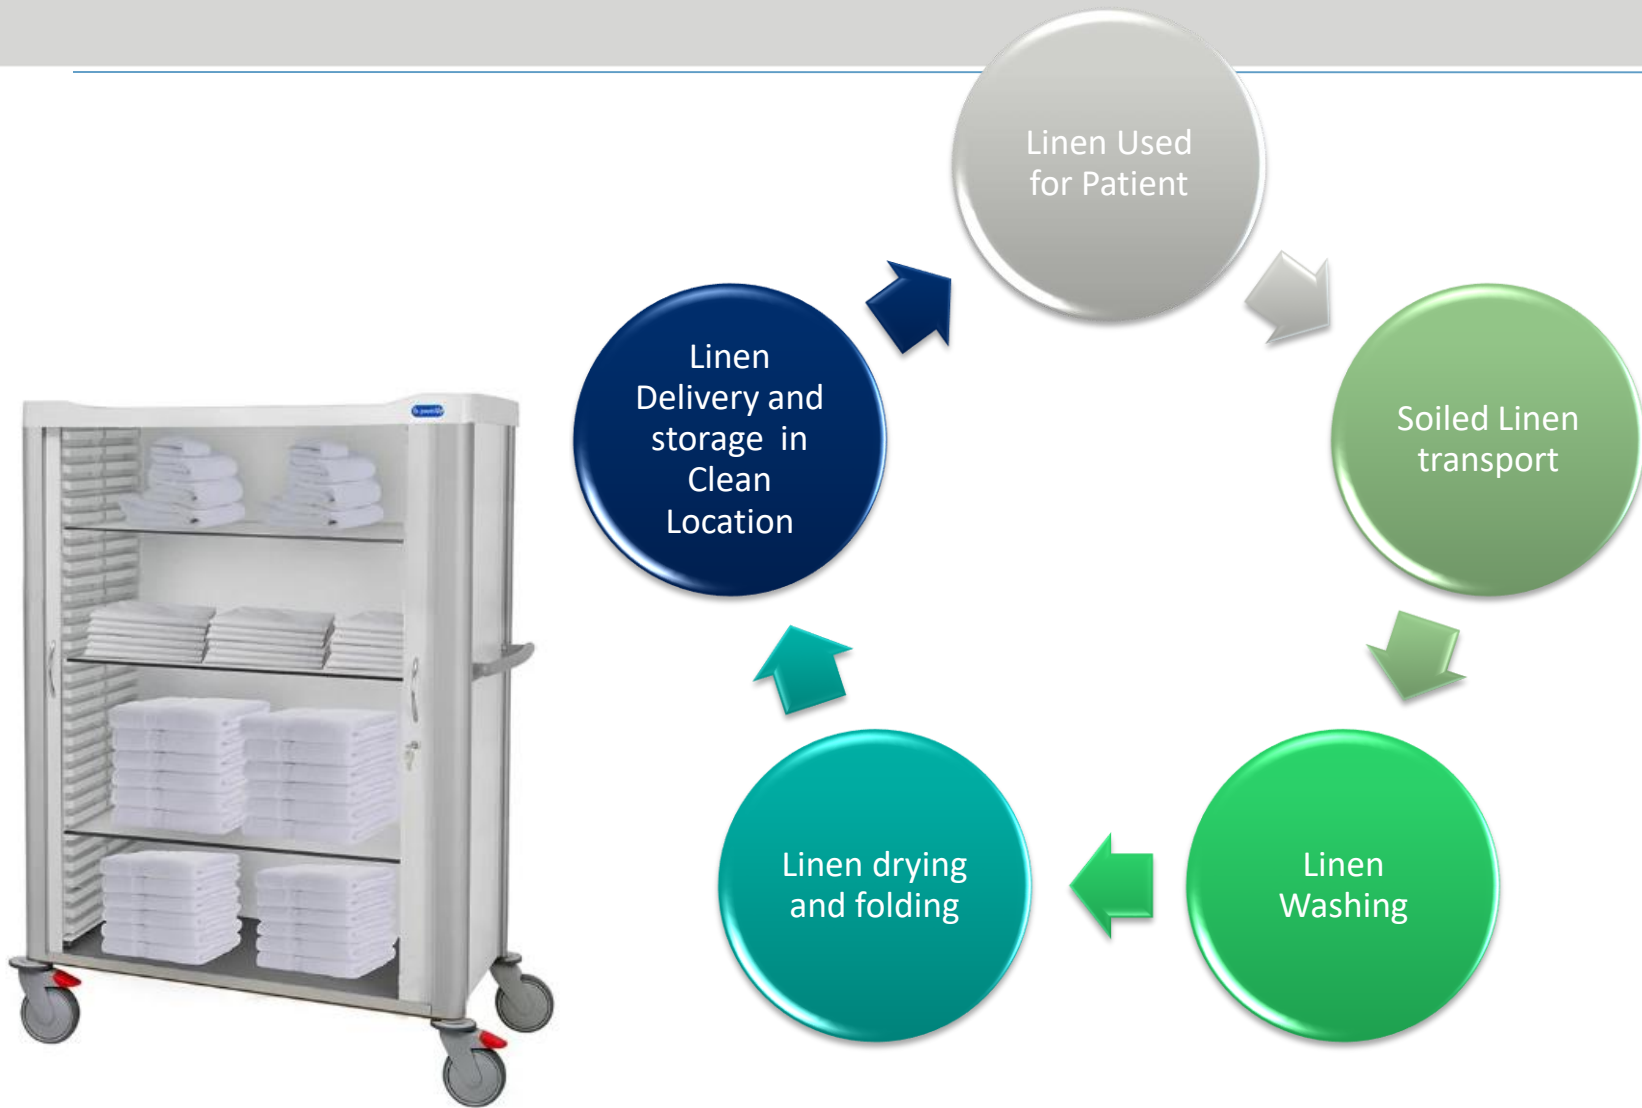 Linen Used
for Patient
Soiled Linen
transport
Linen
Washing
Linen drying
and folding
Linen
Delivery and
storage in
Clean
Location